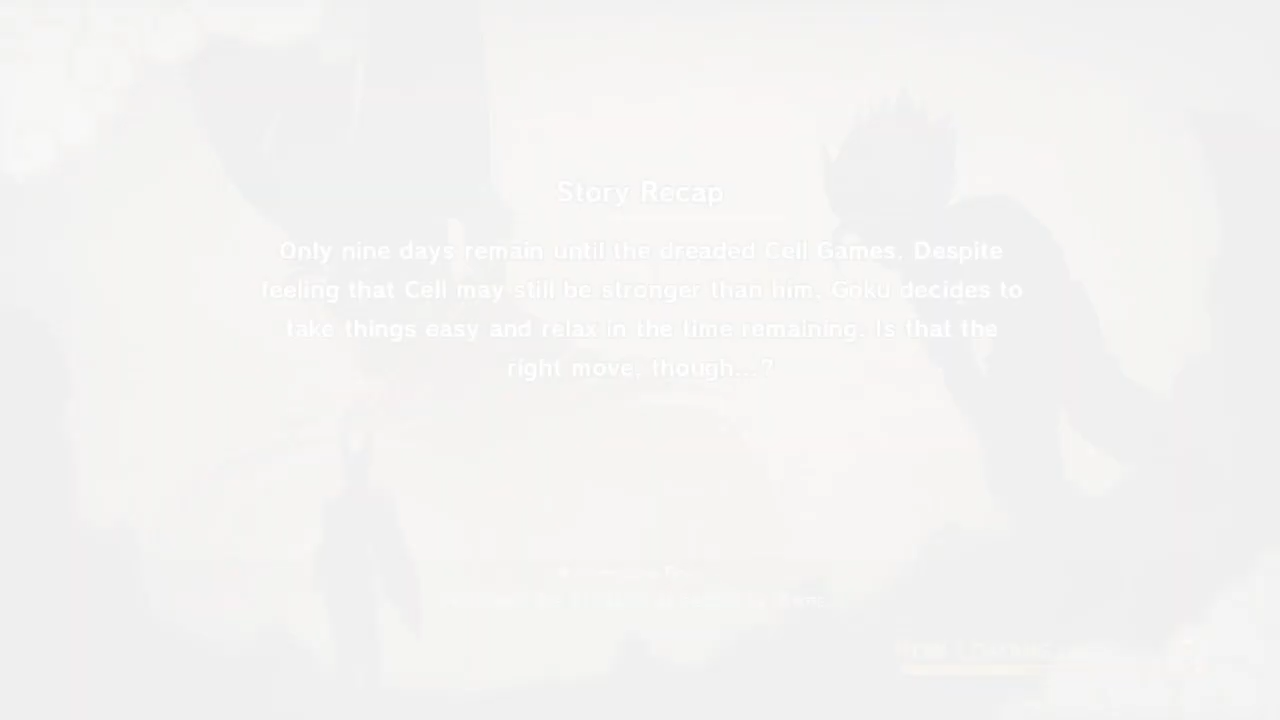 Story Recap
Only nine days remain until the dreaded Cell Games. Despite
feeling that Cell may still be stronger than him, Goku decides to
take things easy and relax in the time remaining. Is that the
right move, though...?